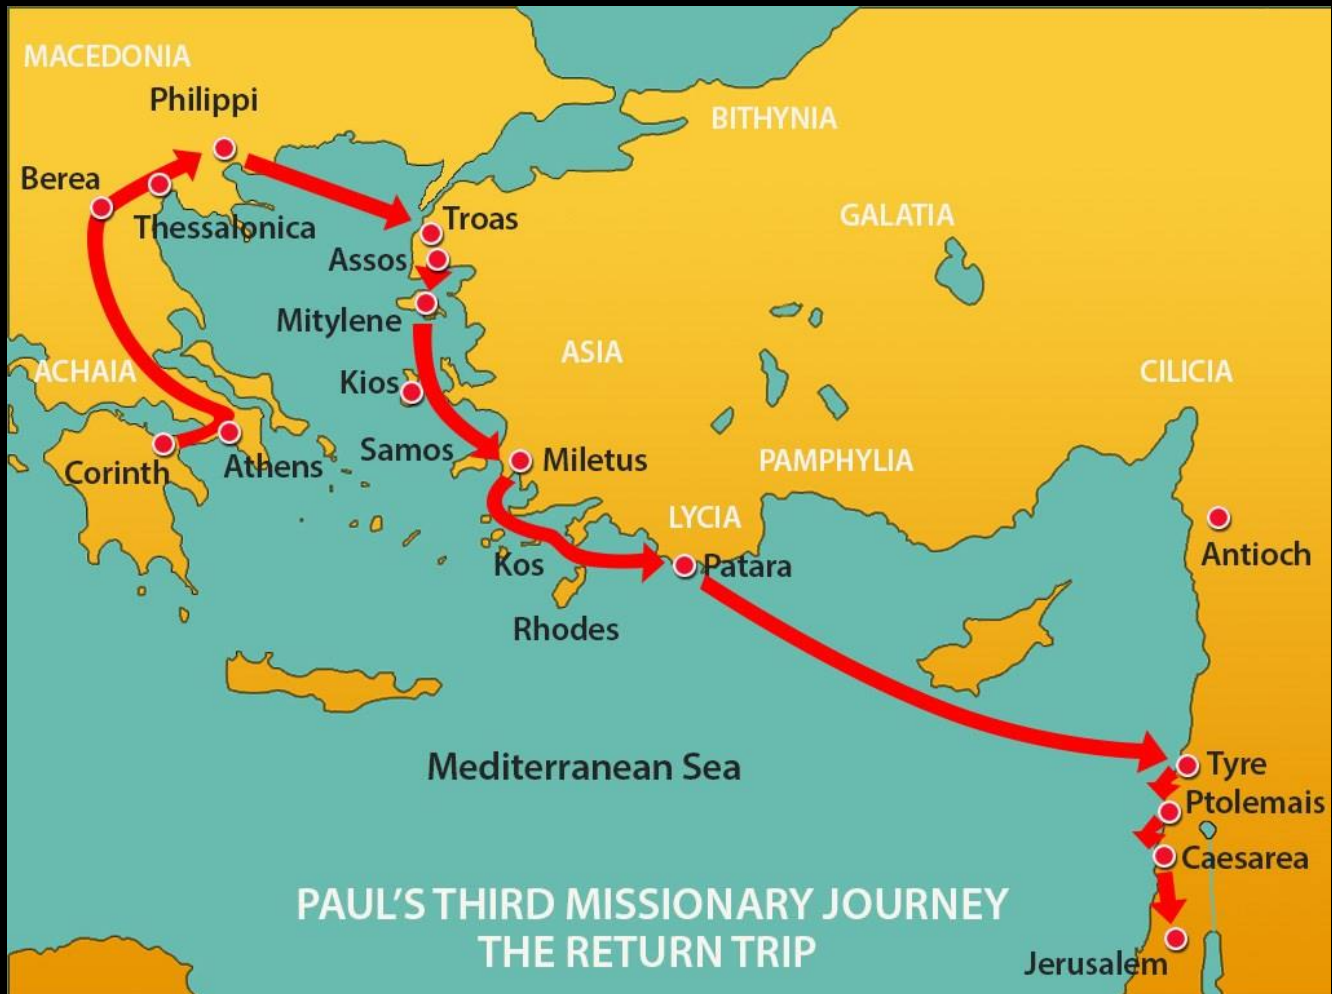 MACEDONIA
Philippi
BITHYNIA
Berea
Thessalonica
Troas
GALATIA
Assos
Mitylene
ASIA
ACHAIA
Kios
CILICIA
Samos
Corinth
Athens
Miletus
PAMPHYLIA
LYCIA
Kos
Patara
Antioch
Rhodes
Mediterranean Sea
Tyre
Ptolemais
Caesarea
PAUL'S THIRD MISSIONARY JOURNEY
THE RETURN TRIP
Jerusalem